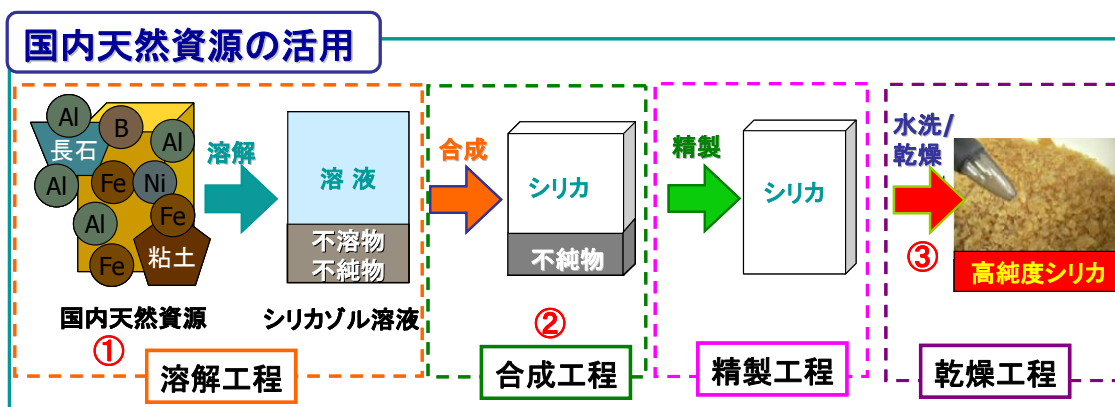 国内天然資源の活用
Al
B
Al
長石
Al
Fe
Ni
Al
Fe
Fe
粘土
国内天然資源
①
溶解
溶 液
不溶物
不純物
シリカゾル溶液
溶解工程
合成
シリカ
不純物
②
合成工程
精製
シリカ
精製工程
水洗/
乾燥
③
高純度シリカ
乾燥工程